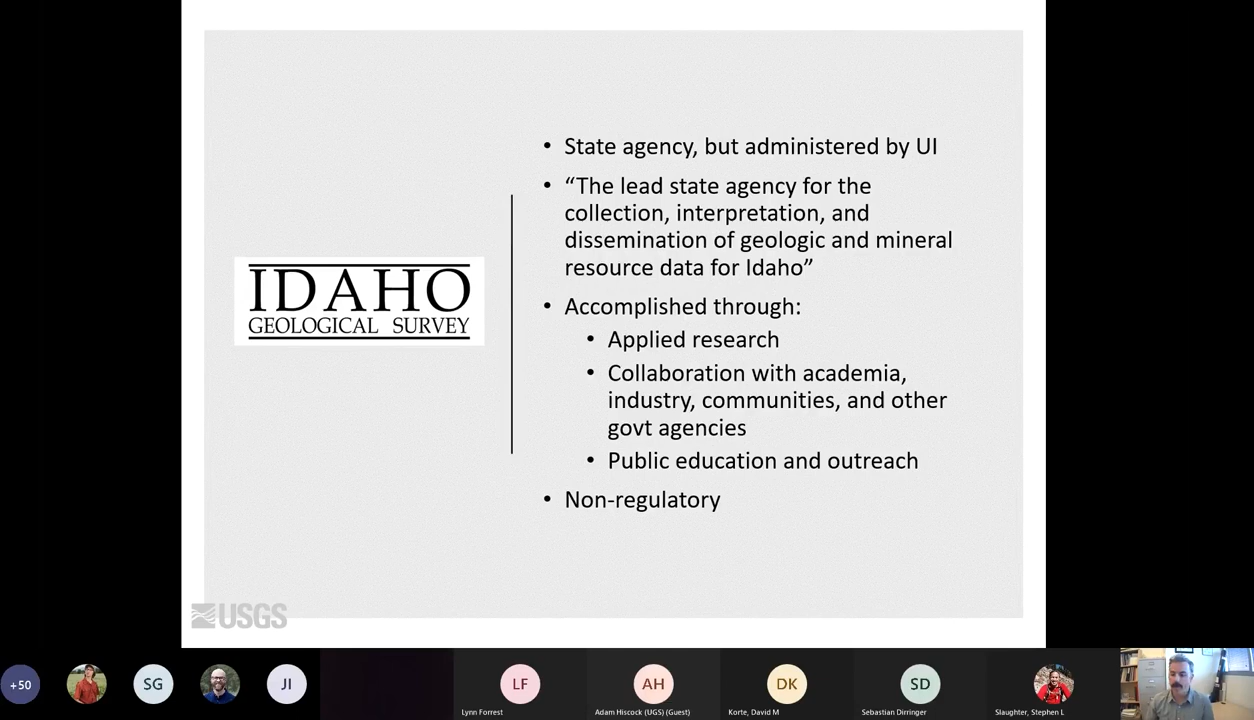 • State agency, but administered by UI
• “The lead state agency for the
collection, interpretation, and
dissemination of geologic and mineral
resource data for Idaho”
IDAHO
GEOLOGICAL SURVEY
• Accomplished through:
• Applied research
• Collaboration with academia,
industry, communities, and other
govt agencies
• Public education and outreach
• Non-regulatory
USGS
+50
SG
JI
LF
AH
DK
SD
Lynn Forrest
Adam Hiscock (UGS) (Guest)
Korte, David M
Sebastian Dirringer
Slaughter, Stephen L